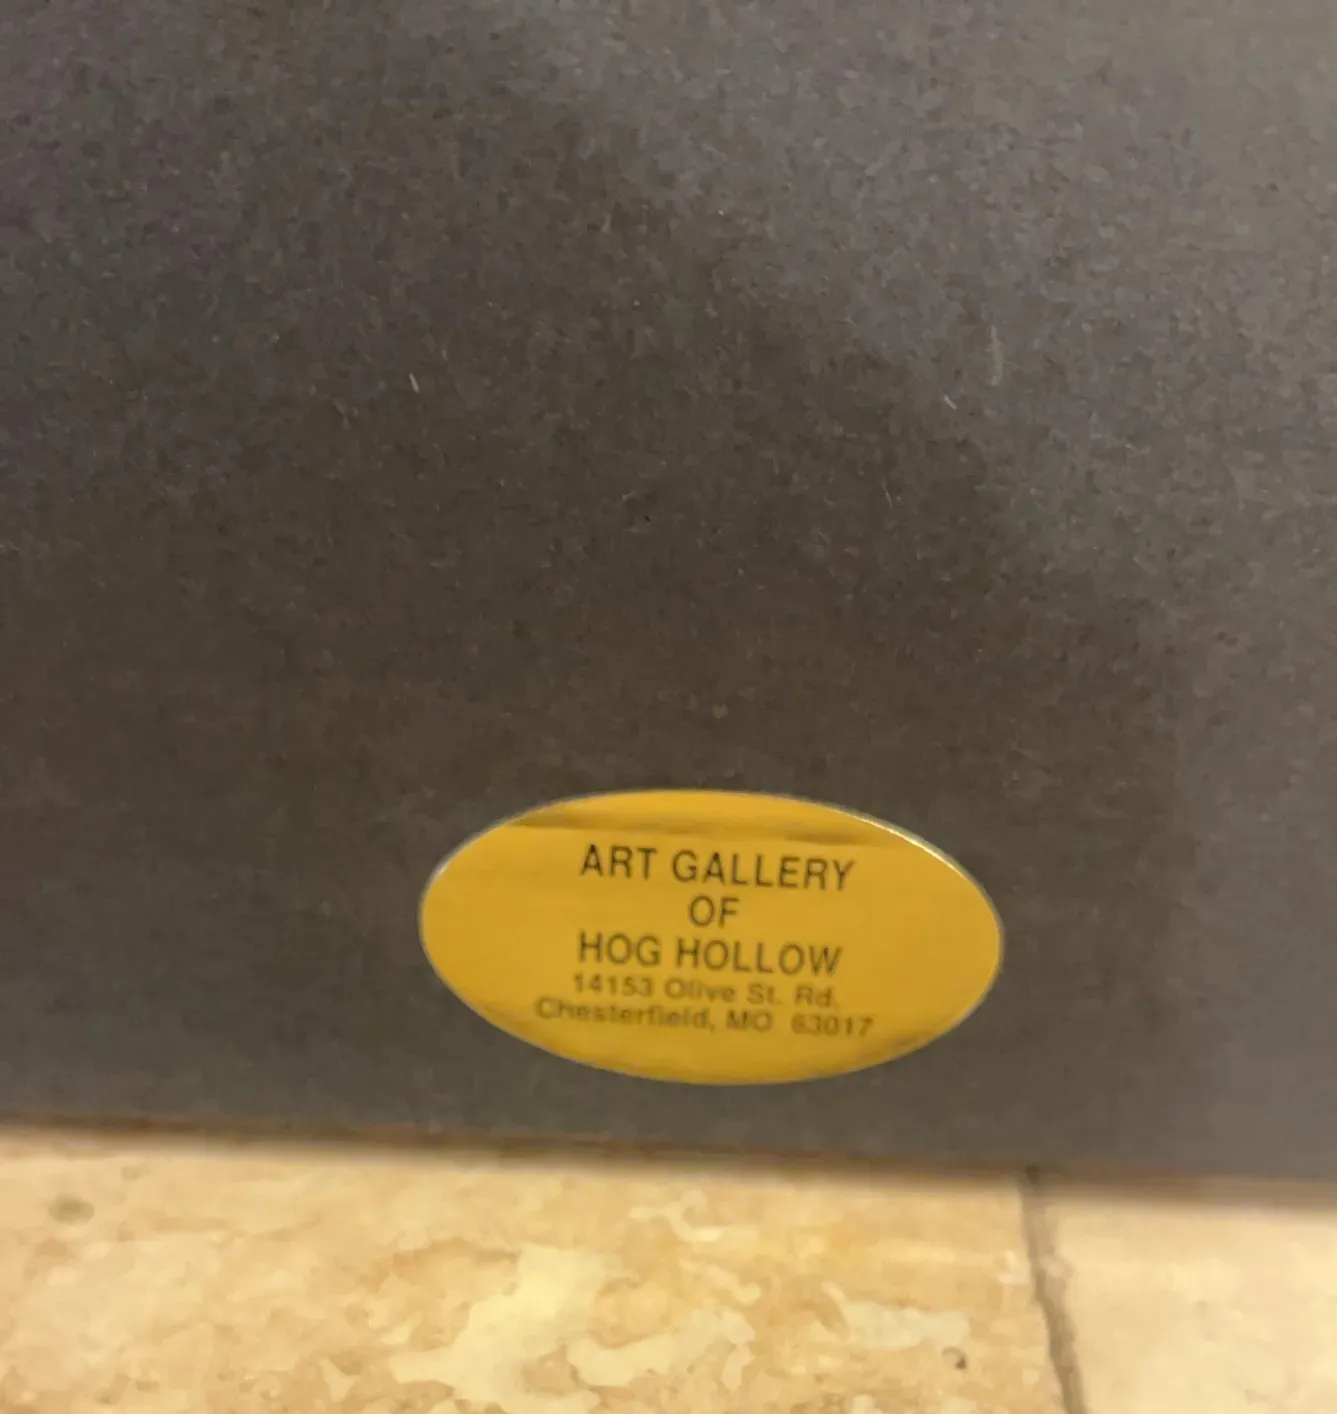 ART GALLERY
OF
HOG HOLLOW
14153 Olive St. Rd.
Chesterfield, MO 63017